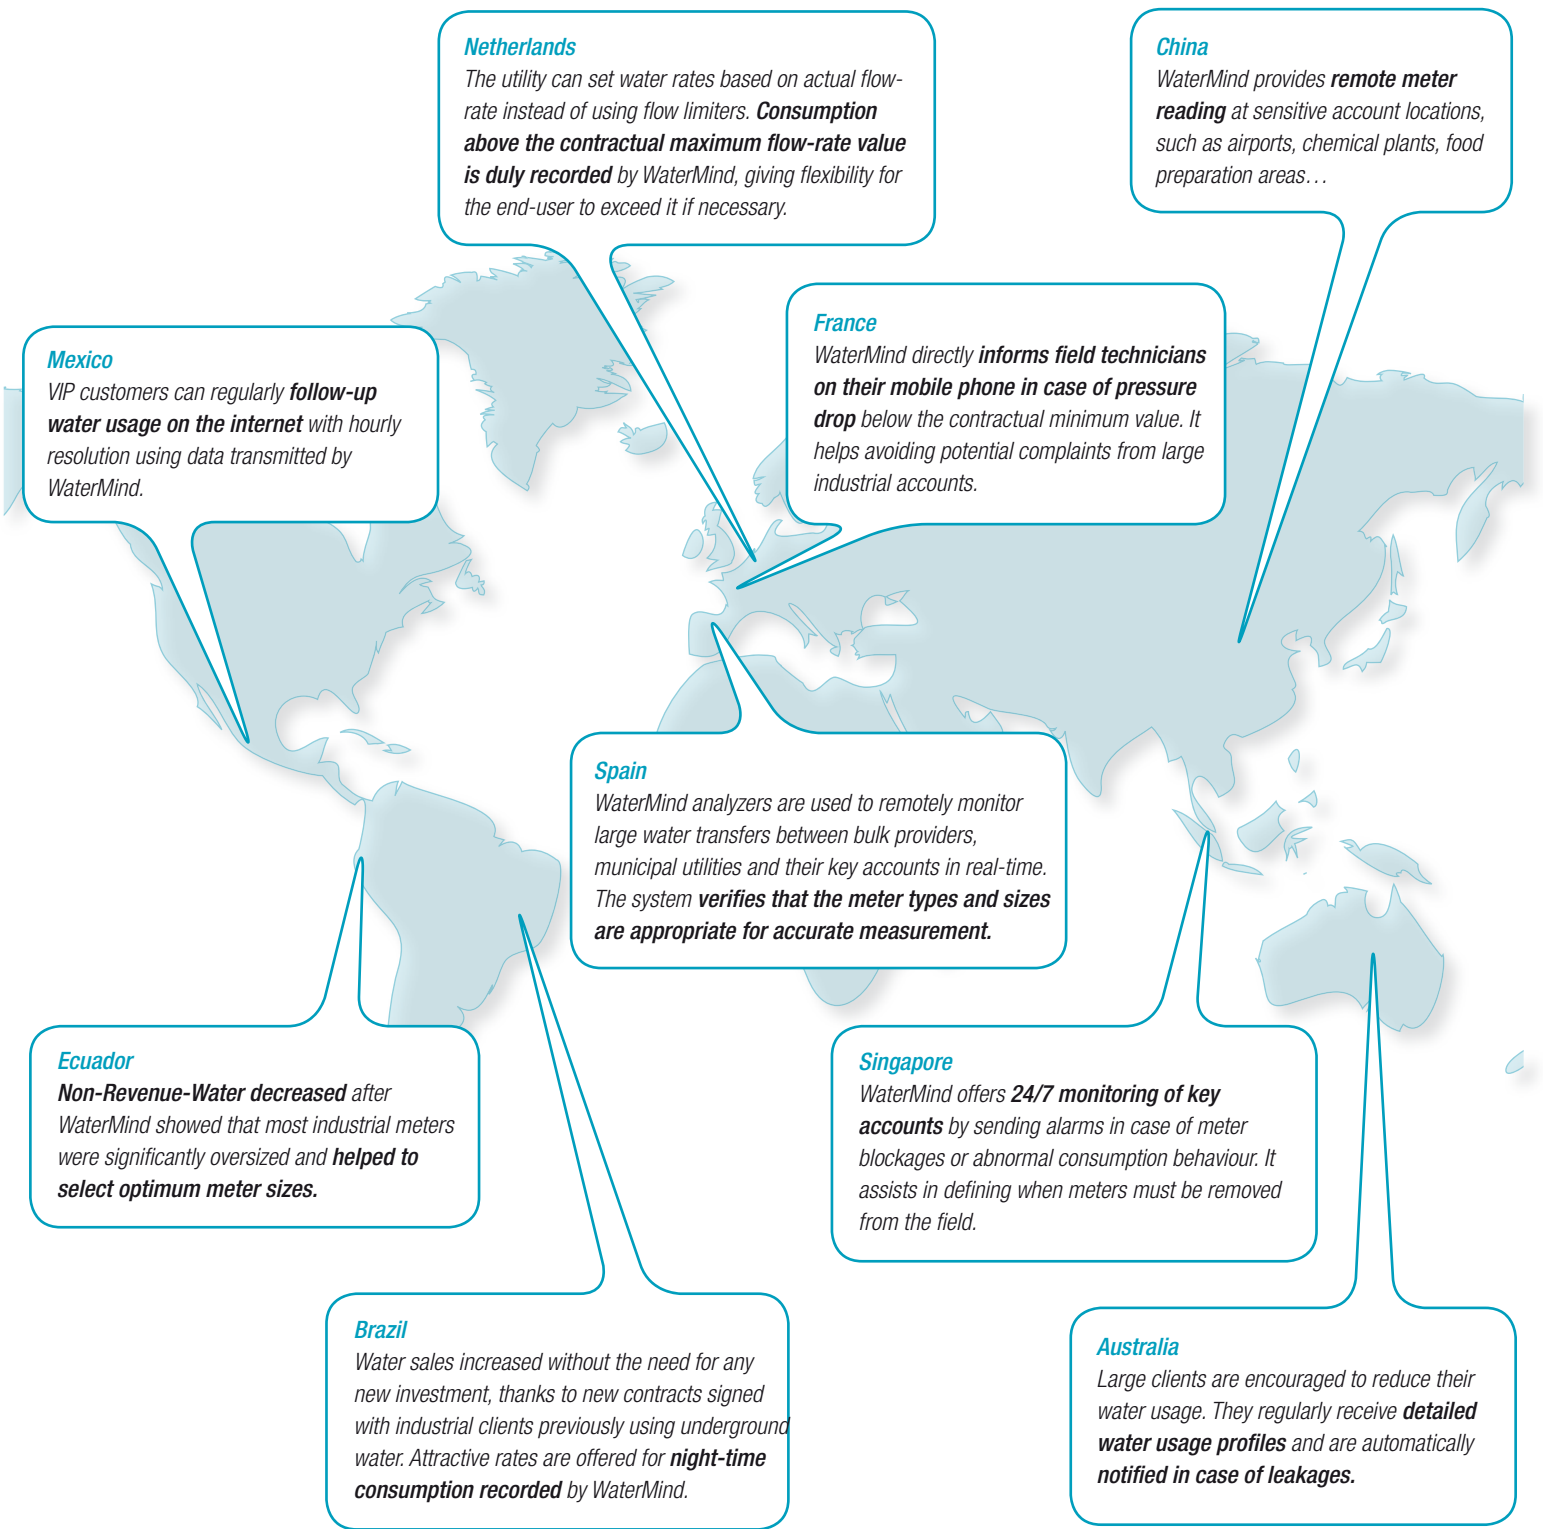 Netherlands
The utility can set water rates based on actual flow-
rate instead of using flow limiters. Consumption
above the contractual maximum flow-rate value
is duly recorded by WaterMind, giving flexibility for
the end-user to exceed it if necessary.
China
WaterMind provides remote meter
reading at sensitive account locations,
such as airports, chemical plants, food
preparation areas…
France
WaterMind directly informs field technicians
on their mobile phone in case of pressure
drop below the contractual minimum value. It
helps avoiding potential complaints from large
industrial accounts.
Mexico
VIP customers can regularly follow-up
water usage on the internet with hourly
resolution using data transmitted by
WaterMind.
Spain
WaterMind analyzers are used to remotely monitor
large water transfers between bulk providers,
municipal utilities and their key accounts in real-time.
The system verifies that the meter types and sizes
are appropriate for accurate measurement.
Ecuador
Non-Revenue-Water decreased after
WaterMind showed that most industrial meters
were significantly oversized and helped to
select optimum meter sizes.
Singapore
WaterMind offers 24/7 monitoring of key
accounts by sending alarms in case of meter
blockages or abnormal consumption behaviour. It
assists in defining when meters must be removed
from the field.
Brazil
Water sales increased without the need for any
new investment, thanks to new contracts signed
with industrial clients previously using underground
water. Attractive rates are offered for night-time
consumption recorded by WaterMind.
Australia
Large clients are encouraged to reduce their
water usage. They regularly receive detailed
water usage profiles and are automatically
notified in case of leakages.